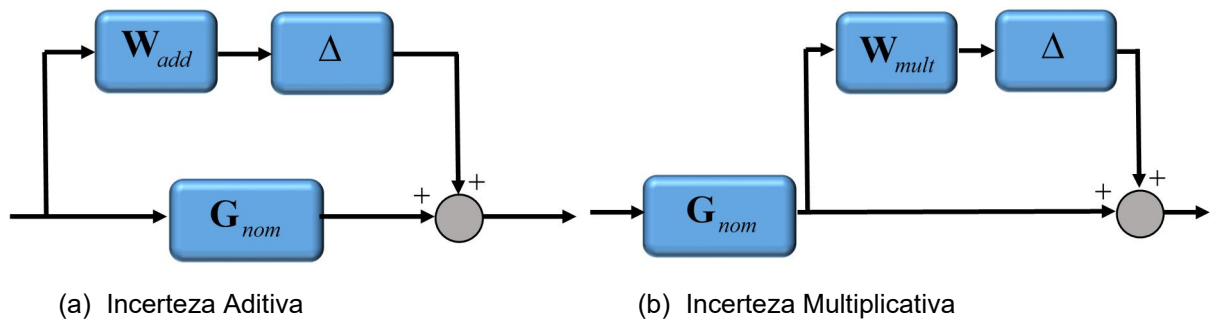 W_add Δ
+ +
G_nom
(a) Incerteza Aditiva
W_mult Δ
+ +
G_nom
(b) Incerteza Multiplicativa